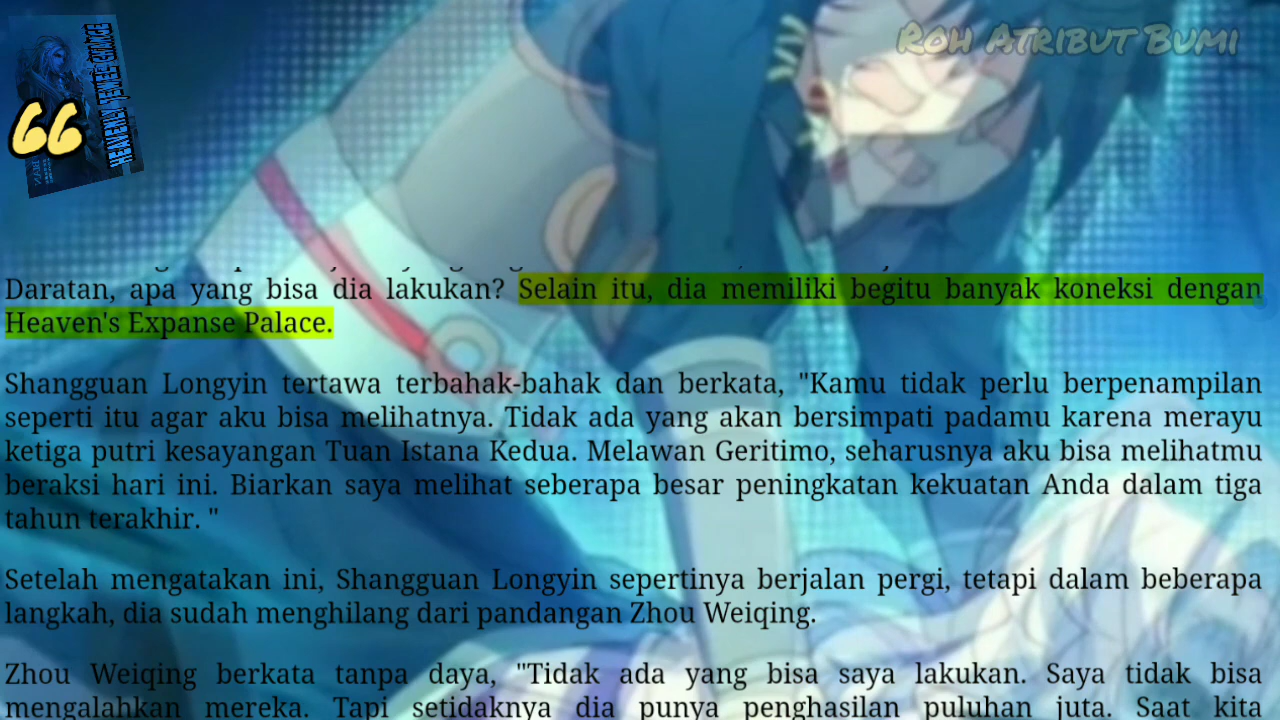 HEAVENLY JEWEL CHANGE
66
Roh Atribut Bumi
Daratan, apa yang bisa dia lakukan? Selain itu, dia memiliki begitu banyak koneksi dengan
Heaven's Expanse Palace.
Shangguan Longyin tertawa terbahak-bahak dan berkata, "Kamu tidak perlu berpenampilan
seperti itu agar aku bisa melihatnya. Tidak ada yang akan bersimpati padamu karena merayu
ketiga putri kesayangan Tuan Istana Kedua. Melawan Geritimo, seharusnya aku bisa melihatmu
beraksi hari ini. Biarkan saya melihat seberapa besar peningkatan kekuatan Anda dalam tiga
tahun terakhir. "
Setelah mengatakan ini, Shangguan Longyin sepertinya berjalan pergi, tetapi dalam beberapa
langkah, dia sudah menghilang dari pandangan Zhou Weiqing.
Zhou Weiqing berkata tanpa daya, "Tidak ada yang bisa saya lakukan. Saya tidak bisa
mengalahkan mereka. Tapi setidaknya dia punya penghasilan puluhan juta. Saat kita